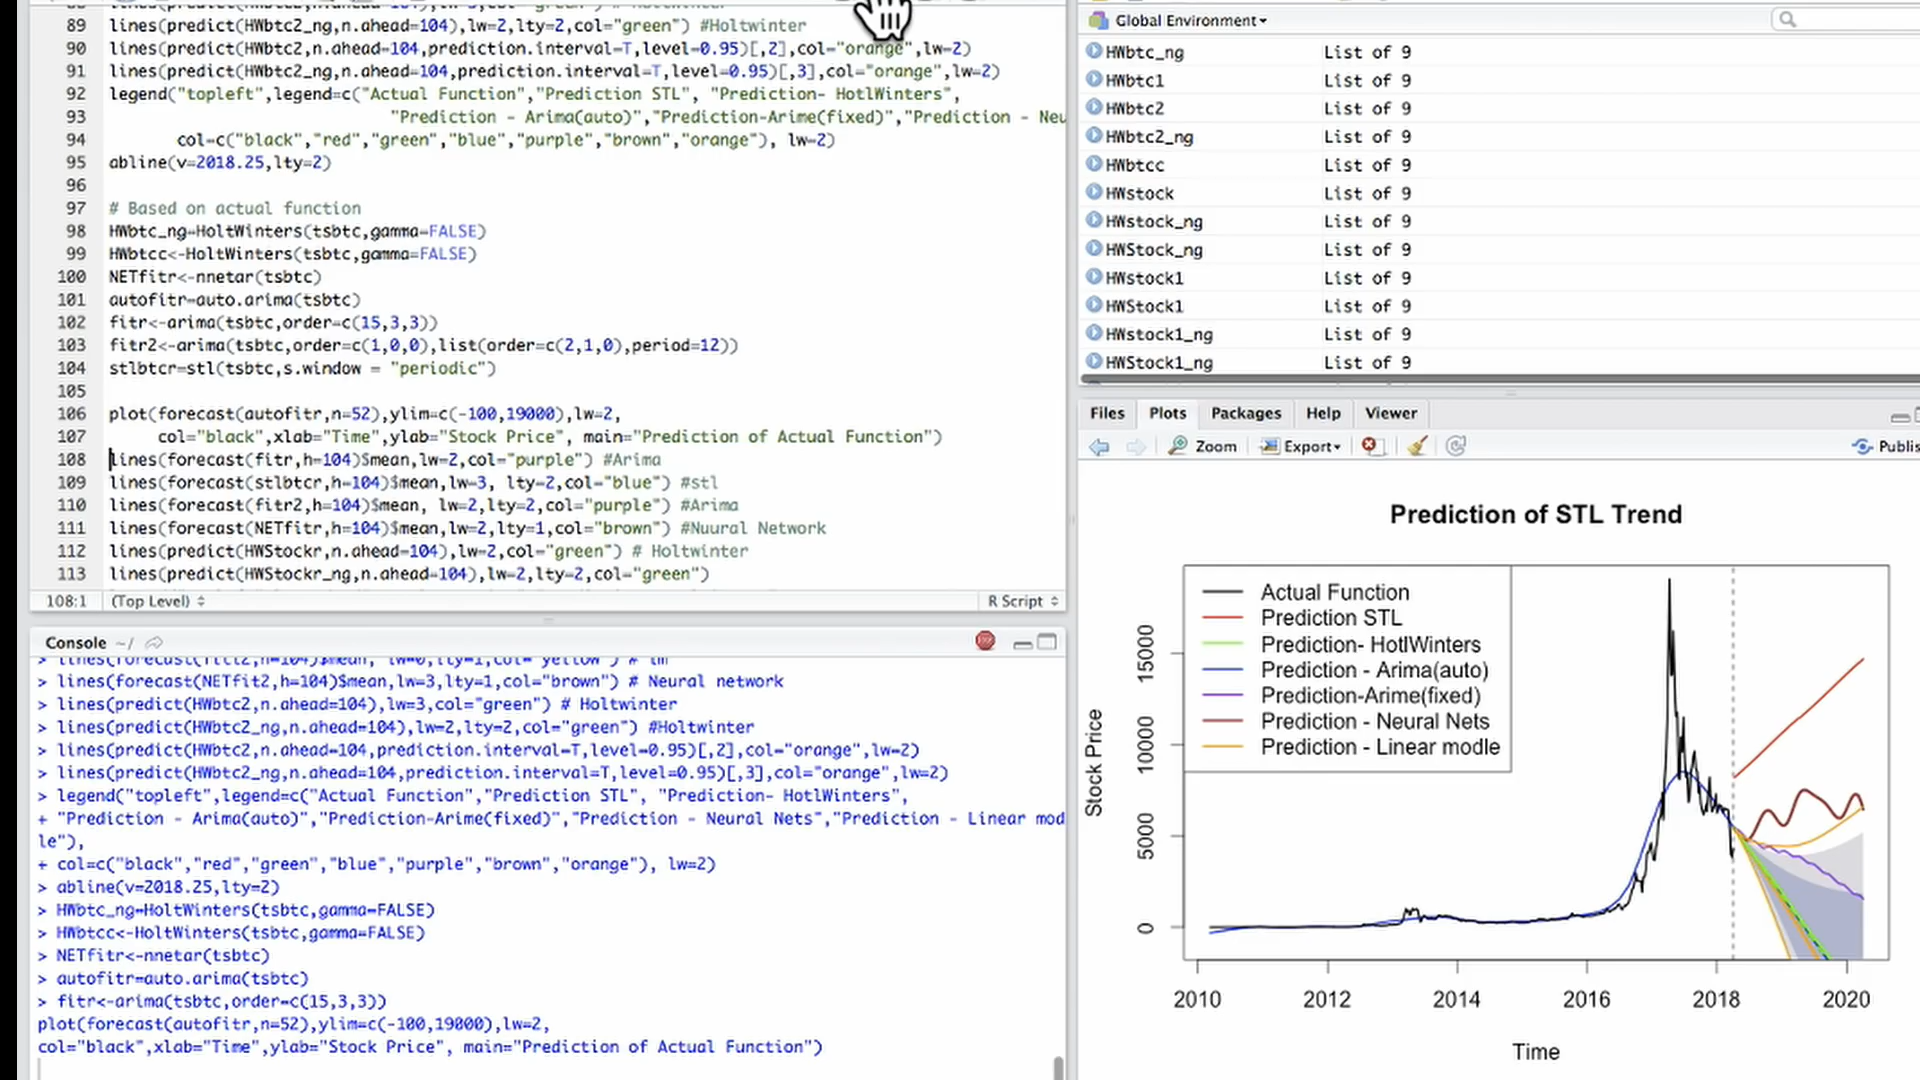 89 lines(predict(HWbtc2_ng,n.ahead=104),lw=2,lty=2,col="green") #Holtwinter
90 lines(predict(HWbtc2,n.ahead=104,prediction.interval=T,level=0.95)[,2],col="orange",lw=2)
91 lines(predict(HWbtc2_ng,n.ahead=104,prediction.interval=T,level=0.95)[,3],col="orange",lw=2)
92 legend("topleft",legend=c("Actual Function","Prediction STL", "Prediction- HotlWinters",
93 "Prediction - Arima(auto)","Prediction-Arime(fixed)","Prediction - Neu
94 col=c("black","red","green","blue","purple","brown","orange"), lw=2)
95 abline(v=2018.25,lty=2)
96
97 # Based on actual function
98 HWbtc_ng=HoltWinters(tsbtc,gamma=FALSE)
99 HWbtcc<-HoltWinters(tsbtc,gamma=FALSE)
100 NETfitr<-nnetar(tsbtc)
101 autofitr=auto.arima(tsbtc)
102 fitr<-arima(tsbtc,order=c(15,3,3))
103 fitr2<-arima(tsbtc,order=c(1,0,0),list(order=c(2,1,0),period=12))
104 stlbtcr=stl(tsbtc,s.window = "periodic")
105
106 plot(forecast(autofitr,n=52),ylim=c(-100,19000),lw=2,
107 col="black",xlab="Time",ylab="Stock Price", main="Prediction of Actual Function")
108 lines(forecast(fitr,h=104)$mean,lw=2,col="purple") #Arima
109 lines(forecast(stlbtcr,h=104)$mean,lw=3, lty=2,col="blue") #stl
110 lines(forecast(fitr2,h=104)$mean, lw=2,lty=2,col="purple") #Arima
111 lines(forecast(NETfitr,h=104)$mean,lw=2,lty=1,col="brown") #Nuural Network
112 lines(predict(HWStockr,n.ahead=104),lw=2,col="green") # Holtwinter
113 lines(predict(HWStockr_ng,n.ahead=104),lw=2,lty=2,col="green")
108:1 (Top Level) R Script
Console ~/
> lines(forecast(NETfit2,h=104)$mean,lw=3,lty=1,col="brown") # Neural network
> lines(predict(HWbtc2,n.ahead=104),lw=3,col="green") # Holtwinter
> lines(predict(HWbtc2_ng,n.ahead=104),lw=2,lty=2,col="green") #Holtwinter
> lines(predict(HWbtc2,n.ahead=104,prediction.interval=T,level=0.95)[,2],col="orange",lw=2)
> lines(predict(HWbtc2_ng,n.ahead=104,prediction.interval=T,level=0.95)[,3],col="orange",lw=2)
> legend("topleft",legend=c("Actual Function","Prediction STL", "Prediction- HotlWinters",
+ "Prediction - Arima(auto)","Prediction-Arime(fixed)","Prediction - Neural Nets","Prediction - Linear mod
le"),
+ col=c("black","red","green","blue","purple","brown","orange"), lw=2)
> abline(v=2018.25,lty=2)
> HWbtc_ng=HoltWinters(tsbtc,gamma=FALSE)
> HWbtcc<-HoltWinters(tsbtc,gamma=FALSE)
> NETfitr<-nnetar(tsbtc)
> autofitr=auto.arima(tsbtc)
> fitr<-arima(tsbtc,order=c(15,3,3))
plot(forecast(autofitr,n=52),ylim=c(-100,19000),lw=2,
col="black",xlab="Time",ylab="Stock Price", main="Prediction of Actual Function")
Global Environment
HWbtc_ng List of 9
HWbtc1 List of 9
HWbtc2 List of 9
HWbtc2_ng List of 9
HWbtcc List of 9
HWstock List of 9
HWstock_ng List of 9
HWStock_ng List of 9
HWstock1 List of 9
HWStock1 List of 9
HWstock1_ng List of 9
HWStock1_ng List of 9
Files Plots Packages Help Viewer
Zoom Export Publis
Prediction of STL Trend
Actual Function
Prediction STL
Prediction- HotlWinters
Prediction - Arima(auto)
Prediction-Arime(fixed)
Prediction - Neural Nets
Prediction - Linear modle
Stock Price
15000
10000
5000
0
2010 2012 2014 2016 2018 2020
Time